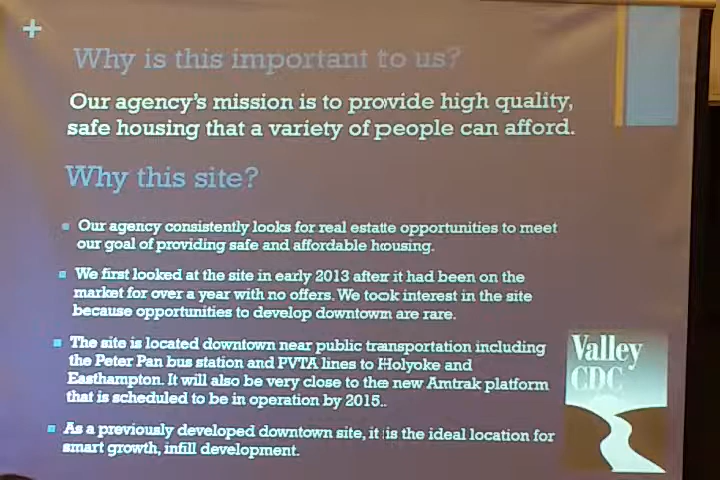 +
Why is this important to us?
Our agency's mission is to provide high quality,
safe housing that a variety of people can afford.
Why this site?
Our agency consistently looks for real estate opportunities to meet
our goal of providing safe and affordable housing.
We first looked at the site in early 2013 after it had been on the
market for over a year with no offers. We took interest in the site
because opportunities to develop downtown are rare.
The site is located downtown near public transportation including
the Peter Pan bus station and PVTA lines to Holyoke and
Easthampton. It will also be very close to the new Amtrak platform
that is scheduled to be in operation by 2015..
As a previously developed downtown site, it is the ideal location for
smart growth, infill development.
Valley
CDC